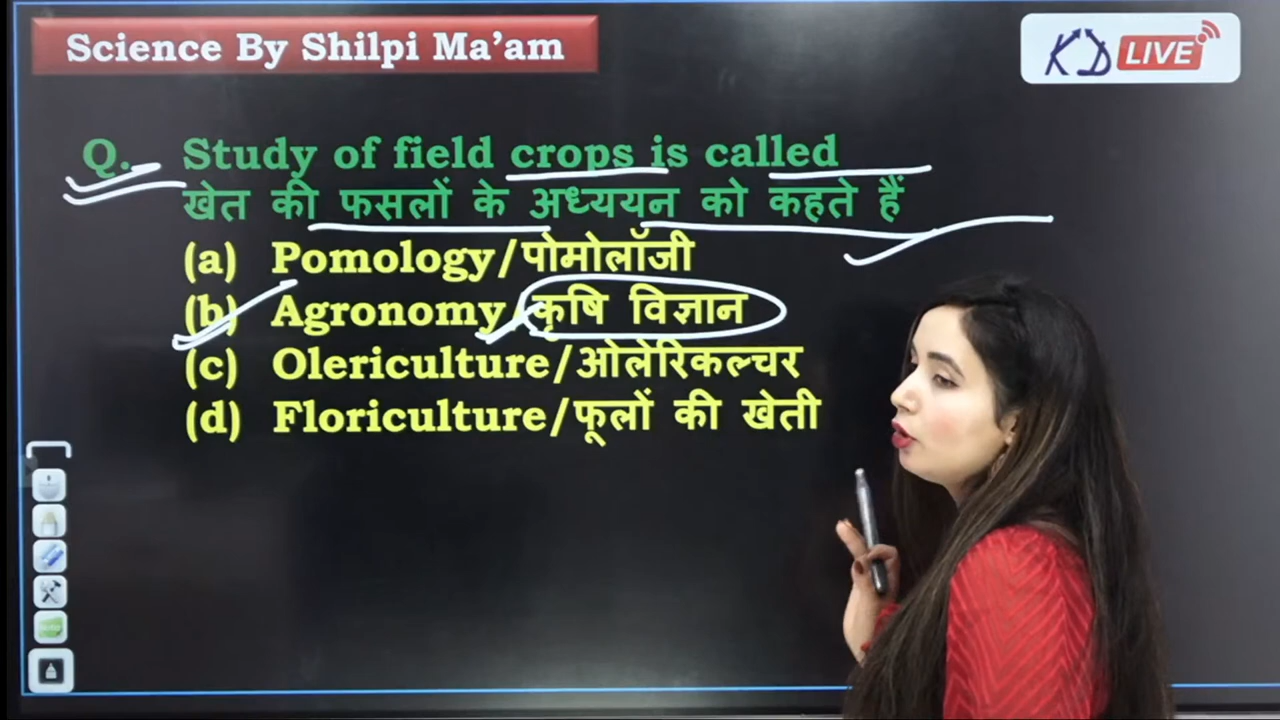 Science By Shilpi Ma'am
KD LIVE
Q. Study of field crops is called
खेत की फसलों के अध्ययन को कहते हैं
(a) Pomology/पोमोलॉजी
(b) Agronomy/कृषि विज्ञान
(c) Olericulture/ओलेरिकल्चर
(d) Floriculture/फूलों की खेती